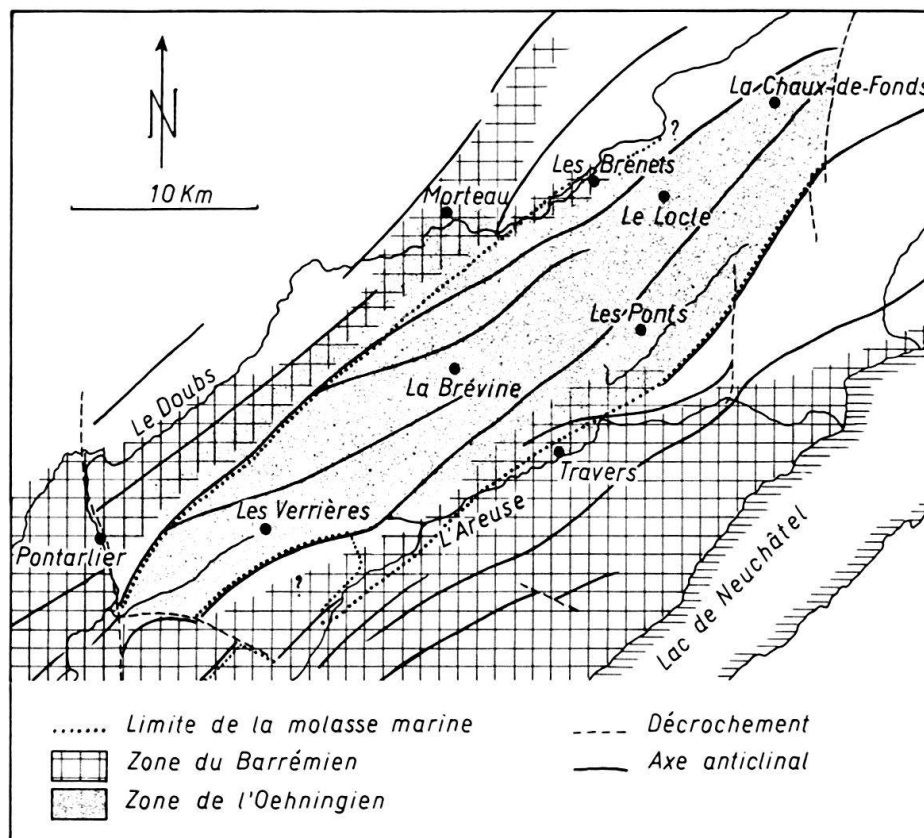 N
10 Km
La Chaux-de-Fonds
?
Les Brenets
Morteau
Le Locle
Les Ponts
La Brévine
Le Doubs
Travers
Les Verrières
L'Areuse
Pontarlier
?
Lac de Neuchâtel
Limite de la molasse marine
Zone du Barrémien
Zone de l'Oehningien
Décrochement
Axe anticlinal